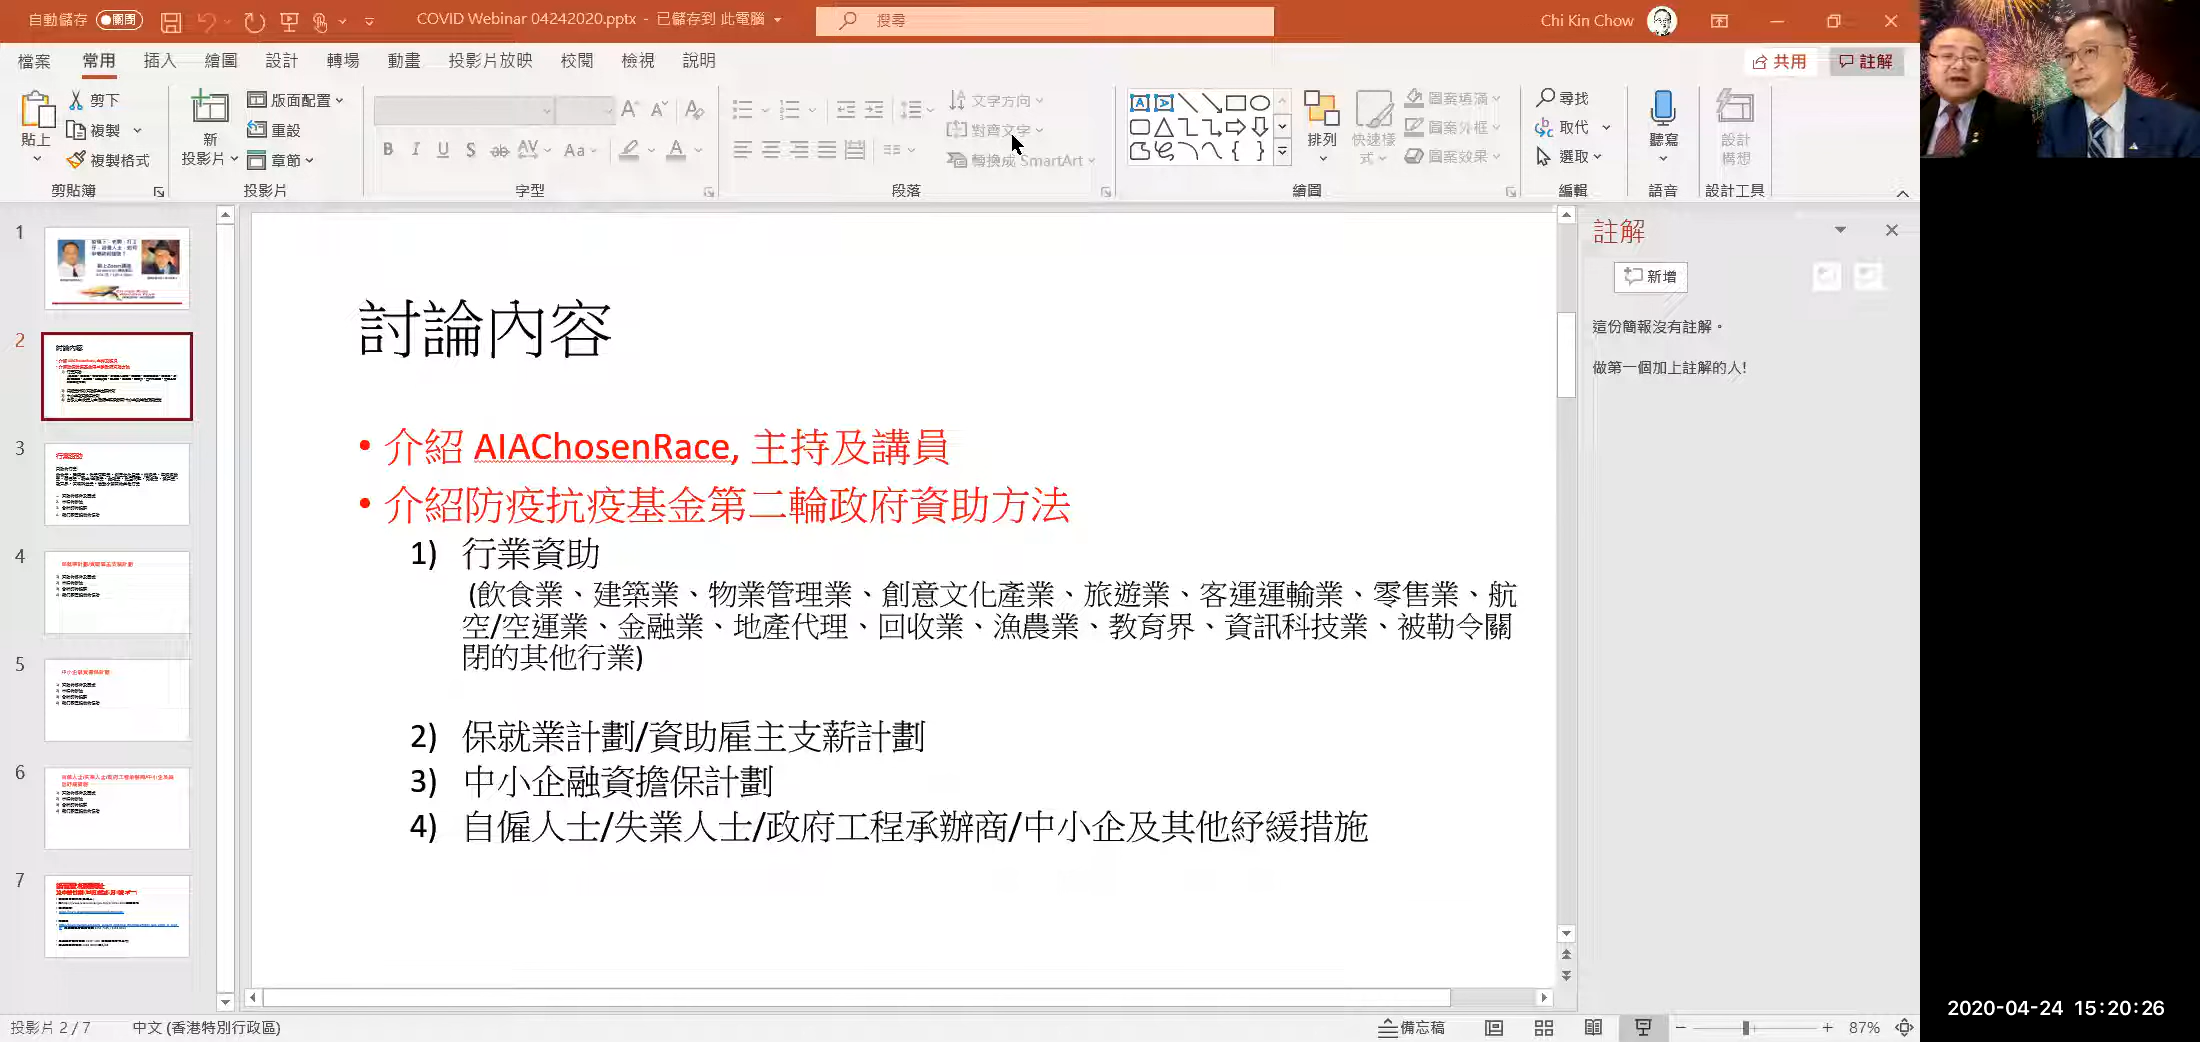 自動儲存 關閉
COVID Webinar 04242020.pptx - 已儲存到 此電腦
搜尋
Chi Kin Chow
檔案 常用 插入 繪圖 設計 轉場 動畫 投影片放映 校閱 檢視 說明
共用 註解
貼上 剪下 複製 複製格式
剪貼簿
新投影片 版面配置 重設 章節
投影片
B I U S ab AV Aa A
字型
文字方向
對齊文字
轉換成 SmartArt
段落
排列 快速樣式 圖案填滿 圖案外框 圖案效果
繪圖
尋找
取代
選取
編輯
聽寫
語音
設計構想
設計工具
1
2
3
4
5
6
7
討論內容
• 介紹 AIAChosenRace, 主持及講員
• 介紹防疫抗疫基金第二輪政府資助方法
1) 行業資助
(飲食業、建築業、物業管理業、創意文化產業、旅遊業、客運運輸業、零售業、航
空/空運業、金融業、地產代理、回收業、漁農業、教育界、資訊科技業、被勒令關
閉的其他行業)
2) 保就業計劃/資助雇主支薪計劃
3) 中小企融資擔保計劃
4) 自僱人士/失業人士/政府工程承辦商/中小企及其他紓緩措施
註解
新增
這份簡報沒有註解。
做第一個加上註解的人!
投影片 2 / 7 中文 (香港特別行政區)
備忘稿
87%
2020-04-24 15:20:26